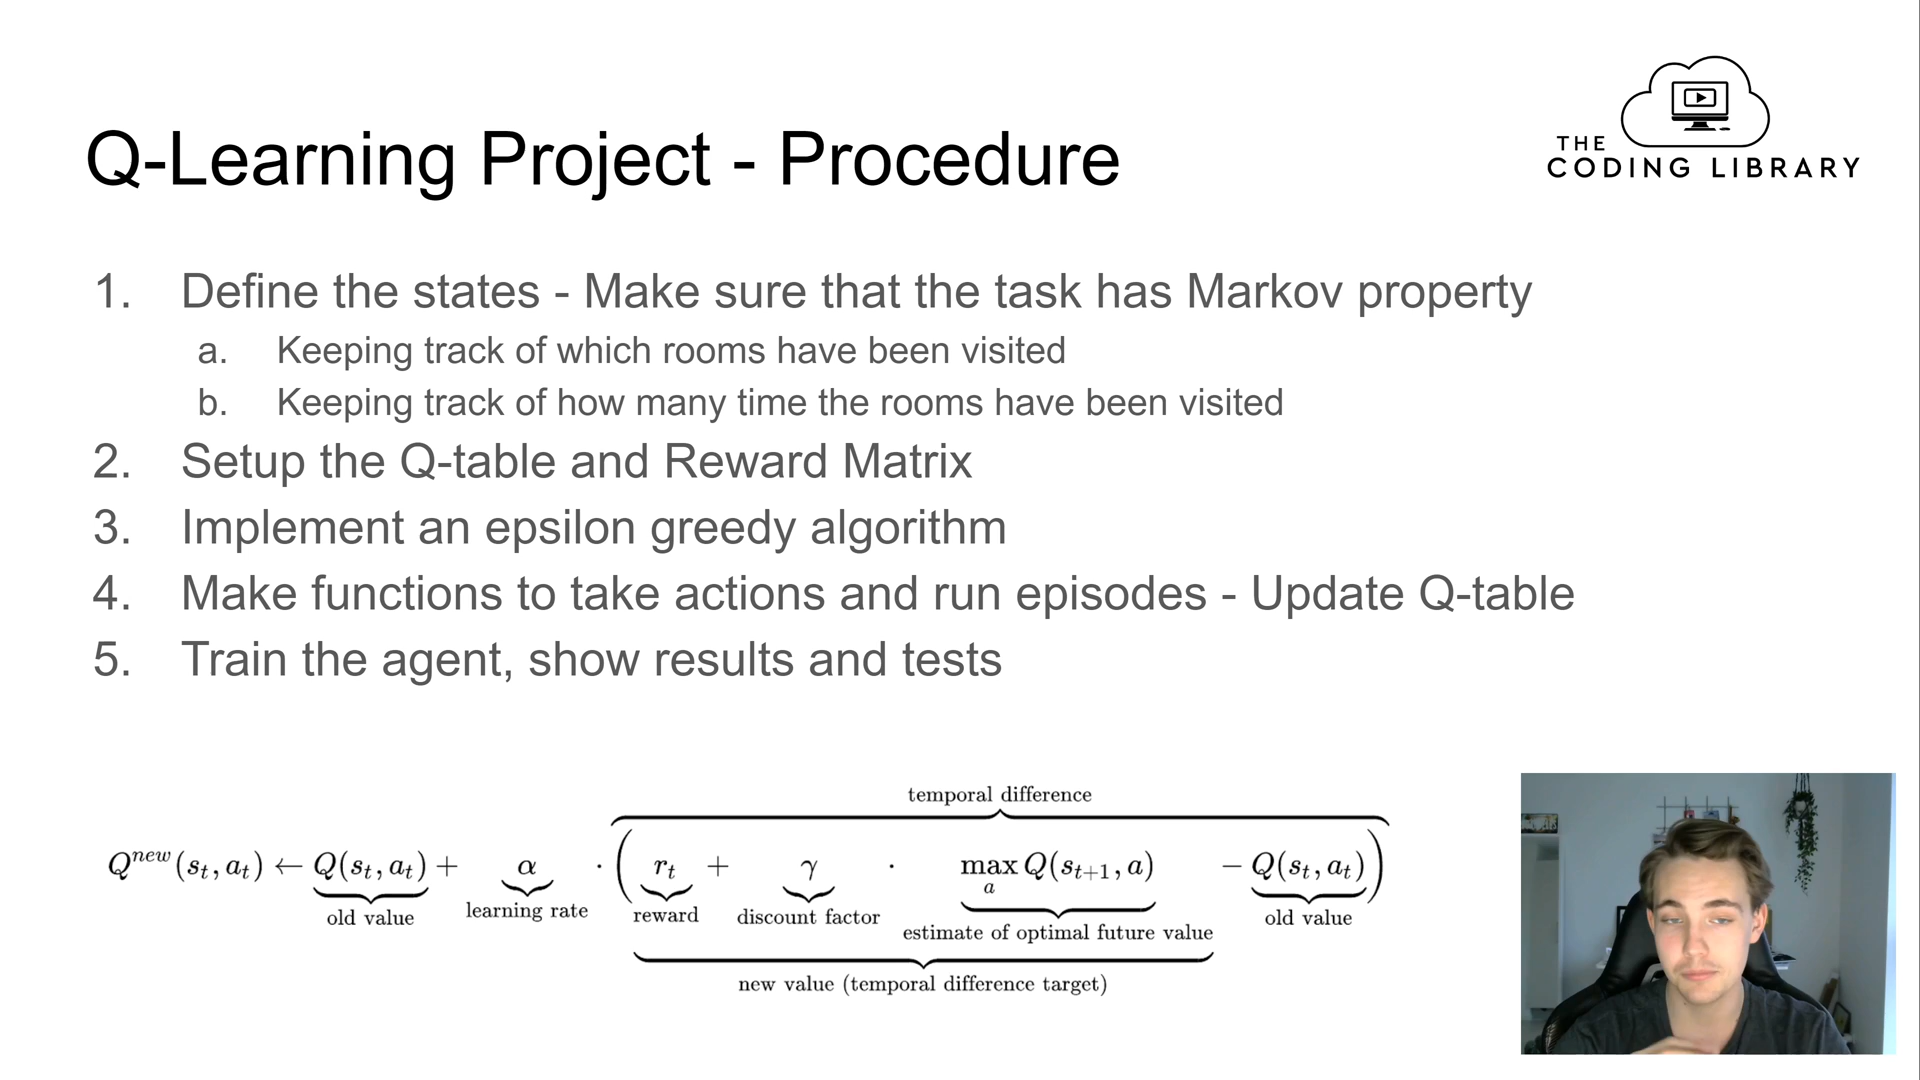 THE
CODING LIBRARY
Q-Learning Project - Procedure
1. Define the states - Make sure that the task has Markov property
a. Keeping track of which rooms have been visited
b. Keeping track of how many time the rooms have been visited
2. Setup the Q-table and Reward Matrix
3. Implement an epsilon greedy algorithm
4. Make functions to take actions and run episodes - Update Q-table
5. Train the agent, show results and tests
temporal difference
Q^{new}(s_t, a_t) ← Q(s_t, a_t) + α · ( r_t + γ · max_a Q(s_{t+1}, a) − Q(s_t, a_t) )
old value learning rate reward discount factor estimate of optimal future value old value
new value (temporal difference target)